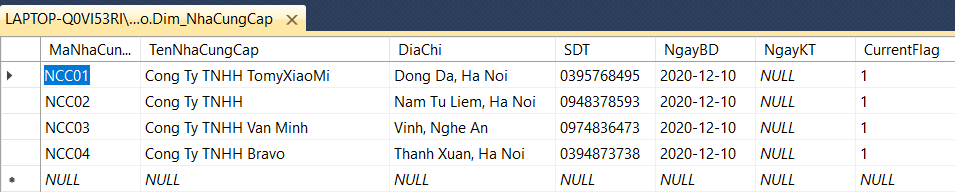 LAPTOP-Q0VI53RI\...o.Dim_NhaCungCap
MaNhaCun... TenNhaCungCap DiaChi SDT NgayBD NgayKT CurrentFlag
NCC01 Cong Ty TNHH TomyXiaoMi Dong Da, Ha Noi 0395768495 2020-12-10 NULL 1
NCC02 Cong Ty TNHH Nam Tu Liem, Ha Noi 0948378593 2020-12-10 NULL 1
NCC03 Cong Ty TNHH Van Minh Vinh, Nghe An 0974836473 2020-12-10 NULL 1
NCC04 Cong Ty TNHH Bravo Thanh Xuan, Ha Noi 0394873738 2020-12-10 NULL 1
NULL NULL NULL NULL NULL NULL NULL